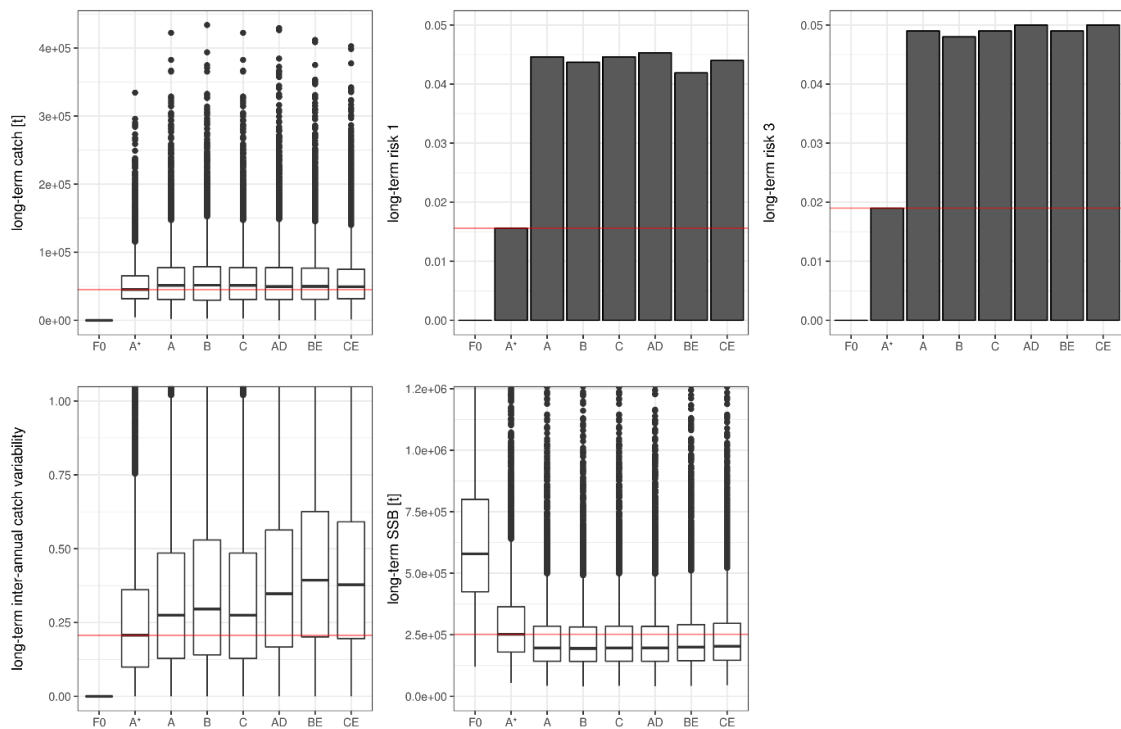 long-term catch [t]
4e+05
3e+05
2e+05
1e+05
0e+00
F0 A* A B C AD BE CE
long-term risk 1
0.05
0.04
0.03
0.02
0.01
0.00
F0 A* A B C AD BE CE
long-term risk 3
0.05
0.04
0.03
0.02
0.01
0.00
F0 A* A B C AD BE CE
long-term inter-annual catch variability
1.00
0.75
0.50
0.25
0.00
F0 A* A B C AD BE CE
long-term SSB [t]
1.2e+06
1.0e+06
7.5e+05
5.0e+05
2.5e+05
0.0e+00
F0 A* A B C AD BE CE